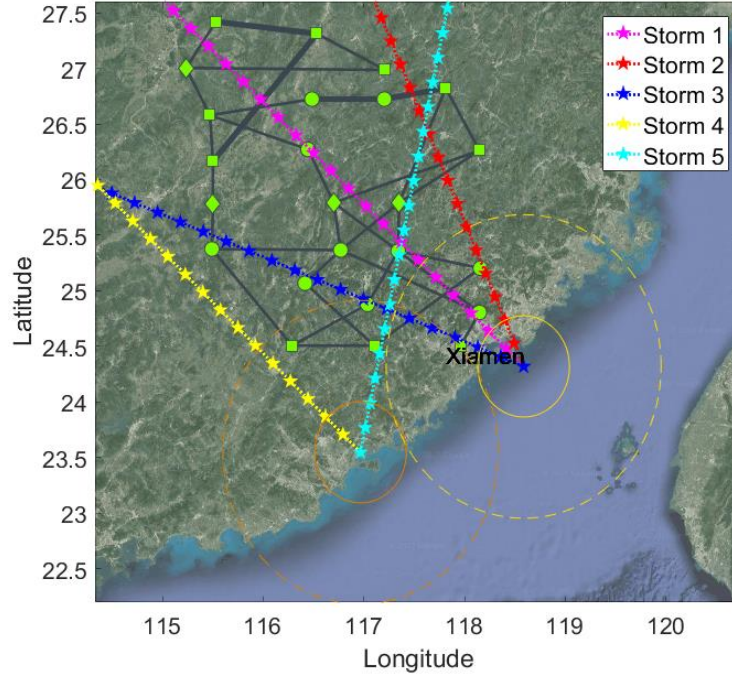 27.5
27
26.5
26
25.5
25
24.5
24
23.5
23
22.5
Latitude
115
116
117
118
119
120
Longitude
Storm 1
Storm 2
Storm 3
Storm 4
Storm 5
Xiamen